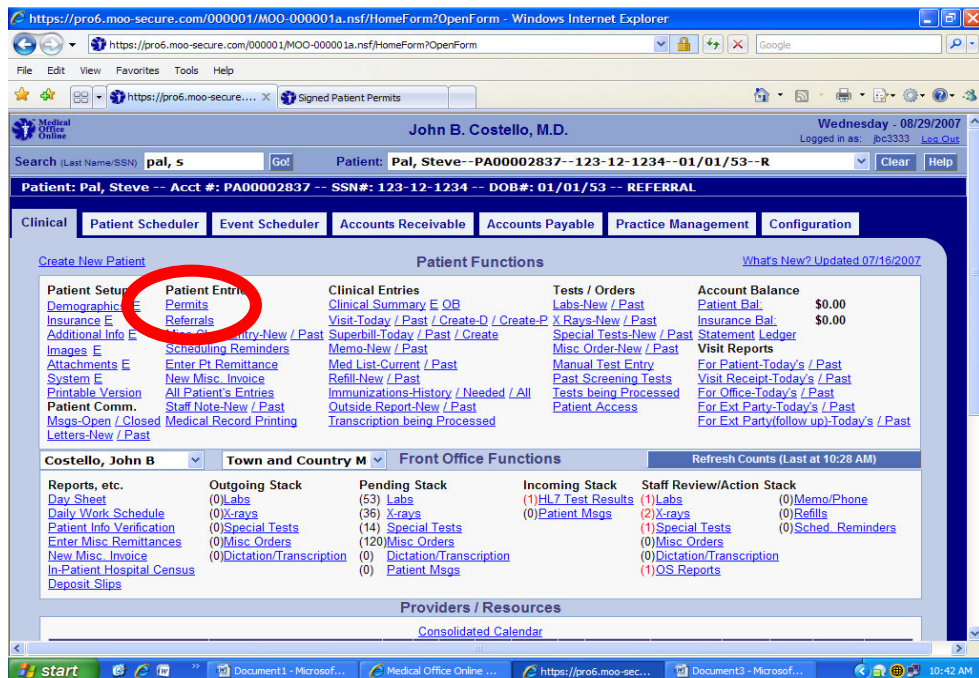 https://pro6.moo-secure.com/000001/MOO-000001a.nsf/HomeForm?OpenForm - Windows Internet Explorer
https://pro6.moo-secure.com/000001/MOO-000001a.nsf/HomeForm?OpenForm
Google
File Edit View Favorites Tools Help
https://pro6.moo-secure.... Signed Patient Permits
Medical Office Online
John B. Costello, M.D.
Wednesday - 08/29/2007
Logged in as: jbc3333 Log Out
Search (Last Name/SSN) pal, s Go! Patient: Pal, Steve--PA00002837--123-12-1234--01/01/53--R Clear Help
Patient: Pal, Steve -- Acct #: PA00002837 -- SSN#: 123-12-1234 -- DOB#: 01/01/53 -- REFERRAL
Clinical Patient Scheduler Event Scheduler Accounts Receivable Accounts Payable Practice Management Configuration
Create New Patient Patient Functions What's New? Updated 07/16/2007
Patient Setup
Demographics E
Insurance E
Additional Info E
Images E
Attachments E
System E
Printable Version
Patient Comm.
Msgs-Open / Closed
Letters-New / Past
Patient Entries
Permits
Referrals
Entry-New / Past
Scheduling Reminders
Enter Pt Remittance
New Misc. Invoice
All Patient's Entries
Staff Note-New / Past
Medical Record Printing
Clinical Entries
Clinical Summary E OB
Visit-Today / Past / Create-D / Create-P
Superbill-Today / Past / Create
Memo-New / Past
Med List-Current / Past
Refill-New / Past
Immunizations-History / Needed / All
Outside Report-New / Past
Transcription being Processed
Tests / Orders
Labs-New / Past
X Rays-New / Past
Special Tests-New / Past
Misc Order-New / Past
Manual Test Entry
Past Screening Tests
Tests being Processed
Patient Access
Account Balance
Patient Bal: $0.00
Insurance Bal: $0.00
Statement Ledger
Visit Reports
For Patient-Today's / Past
Visit Receipt-Today's / Past
For Office-Today's / Past
For Ext Party-Today's / Past
For Ext Party(follow up)-Today's / Past
Costello, John B Town and Country M Front Office Functions Refresh Counts (Last at 10:28 AM)
Reports, etc.
Day Sheet
Daily Work Schedule
Patient Info Verification
Enter Misc Remittances
New Misc. Invoice
In-Patient Hospital Census
Deposit Slips
Outgoing Stack
(0)Labs
(0)X-rays
(0)Special Tests
(0)Misc Orders
(0)Dictation/Transcription
Pending Stack
(53) Labs
(36) X-rays
(14) Special Tests
(120)Misc Orders
(0) Dictation/Transcription
(0) Patient Msgs
Incoming Stack
(1)HL7 Test Results
(0)Patient Msgs
Staff Review/Action Stack
(1)Labs
(2)X-rays
(1)Special Tests
(0)Misc Orders
(0)Dictation/Transcription
(1)OS Reports
(0)Memo/Phone
(0)Refills
(0)Sched. Reminders
Providers / Resources
Consolidated Calendar
start Document1 - Microsof... Medical Office Online ... https://pro6.moo-sec... Document3 - Microsof... 10:42 AM